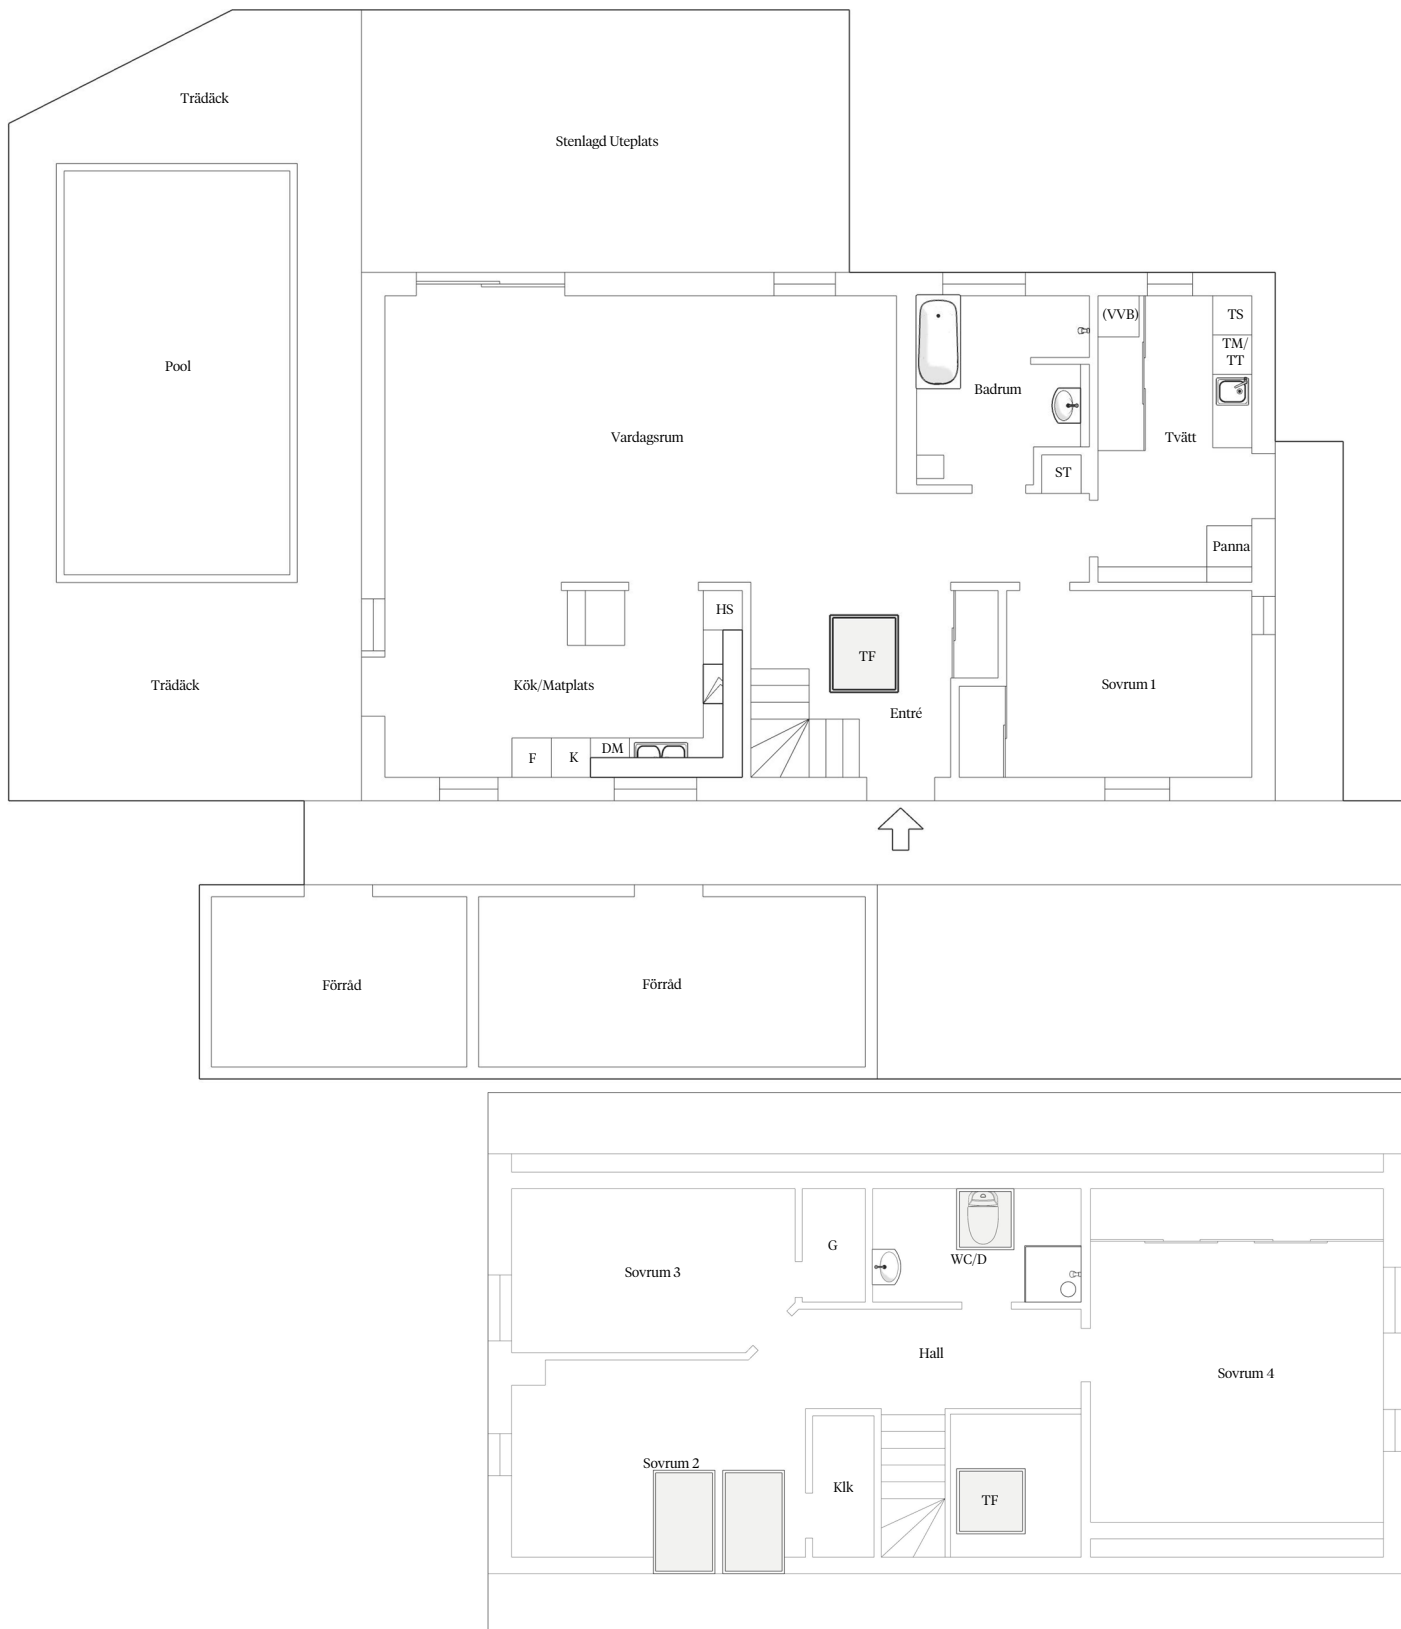 Trädäck
Stenlagd Uteplats
Pool
(VVB)
TS
TM/
TT
Badrum
Vardagsrum
Tvätt
ST
Panna
HS
TF
Trädäck
Kök/Matplats
Sovrum 1
Entré
F
K
DM
Förråd
Förråd
G
Sovrum 3
WC/D
Hall
Sovrum 4
Sovrum 2
Klk
TF